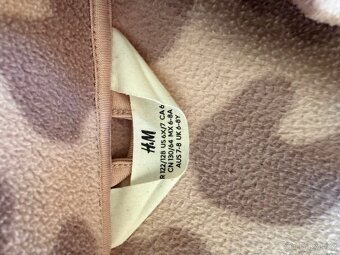 H&M
R 122/128 US 6X/7 CA 6
CN 130/64 MX 6-8A
AUS 7-8 UK 6-8Y